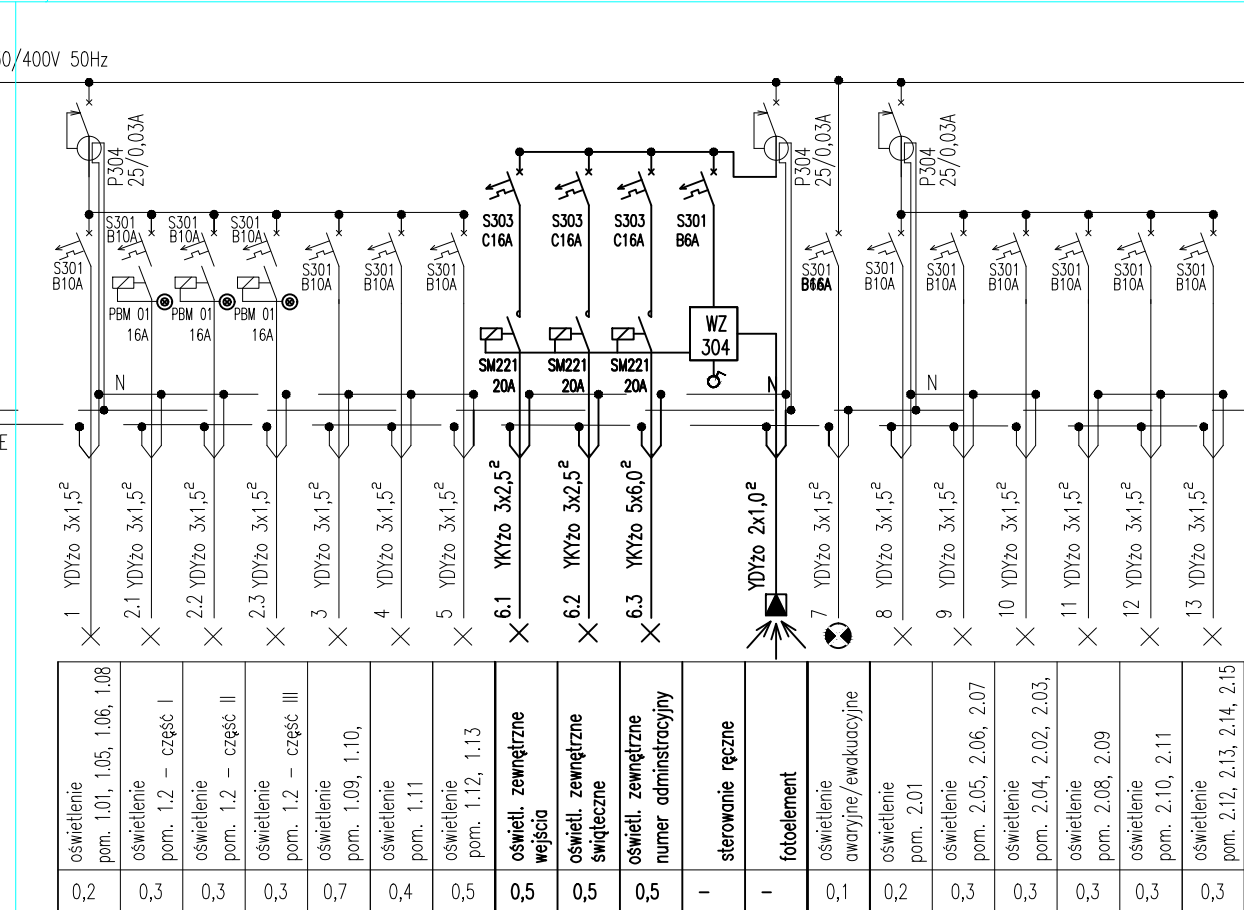 /400V 50Hz
P304
25/0,03A
P304
25/0,03A
P304
25/0,03A
S301
B10A
S301
B10A
S301
B10A
S301
B10A
S301
B10A
S301
B10A
S301
B10A
S303
C16A
S303
C16A
S303
C16A
S301
B6A
S301
S301
B10A
S301
B10A
S301
B10A
S301
B10A
S301
B10A
S301
B10A
PBM 01
16A
PBM 01
16A
PBM 01
16A
SM221
20A
SM221
20A
SM221
20A
WZ
304
N
N
N
E
1 YDYżo 3x1,5²
2.1 YDYżo 3x1,5²
2.2 YDYżo 3x1,5²
2.3 YDYżo 3x1,5²
3 YDYżo 3x1,5²
4 YDYżo 3x1,5²
5 YDYżo 3x1,5²
6.1 YKYżo 3x2,5²
6.2 YKYżo 3x2,5²
6.3 YKYżo 5x6,0²
YDYżo 2x1,0²
7 YDYżo 3x1,5²
8 YDYżo 3x1,5²
9 YDYżo 3x1,5²
10 YDYżo 3x1,5²
11 YDYżo 3x1,5²
12 YDYżo 3x1,5²
13 YDYżo 3x1,5²
oświetlenie
pom. 1.01, 1.05, 1.06, 1.08
oświetlenie
pom. 1.2 – część I
oświetlenie
pom. 1.2 – część II
oświetlenie
pom. 1.2 – część III
oświetlenie
pom. 1.09, 1.10,
oświetlenie
pom. 1.11
oświetlenie
pom. 1.12, 1.13
oświetl. zewnętrzne
wejścia
oświetl. zewnętrzne
świąteczne
oświetl. zewnętrzne
numer adminstracyjny
sterowanie ręczne
fotoelement
oświetlenie
awaryjne/ewakuacyjne
oświetlenie
pom. 2.01
oświetlenie
pom. 2.05, 2.06, 2.07
oświetlenie
pom. 2.04, 2.02, 2.03,
oświetlenie
pom. 2.08, 2.09
oświetlenie
pom. 2.10, 2.11
oświetlenie
pom. 2.12, 2.13, 2.14, 2.15
0,2 0,3 0,3 0,3 0,7 0,4 0,5 0,5 0,5 0,5 – – 0,1 0,2 0,3 0,3 0,3 0,3 0,3